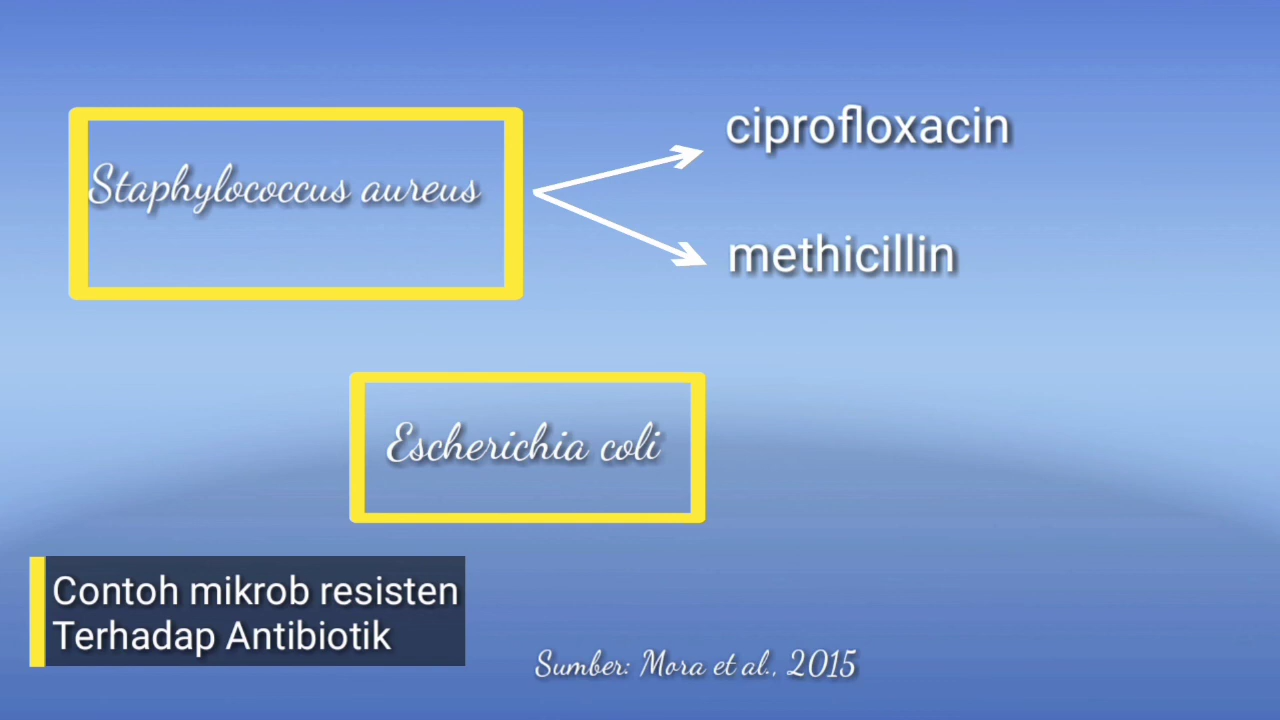 Staphylococcus aureus
ciprofloxacin
methicillin
Escherichia coli
Contoh mikrob resisten
Terhadap Antibiotik
Sumber: Mora et al., 2015